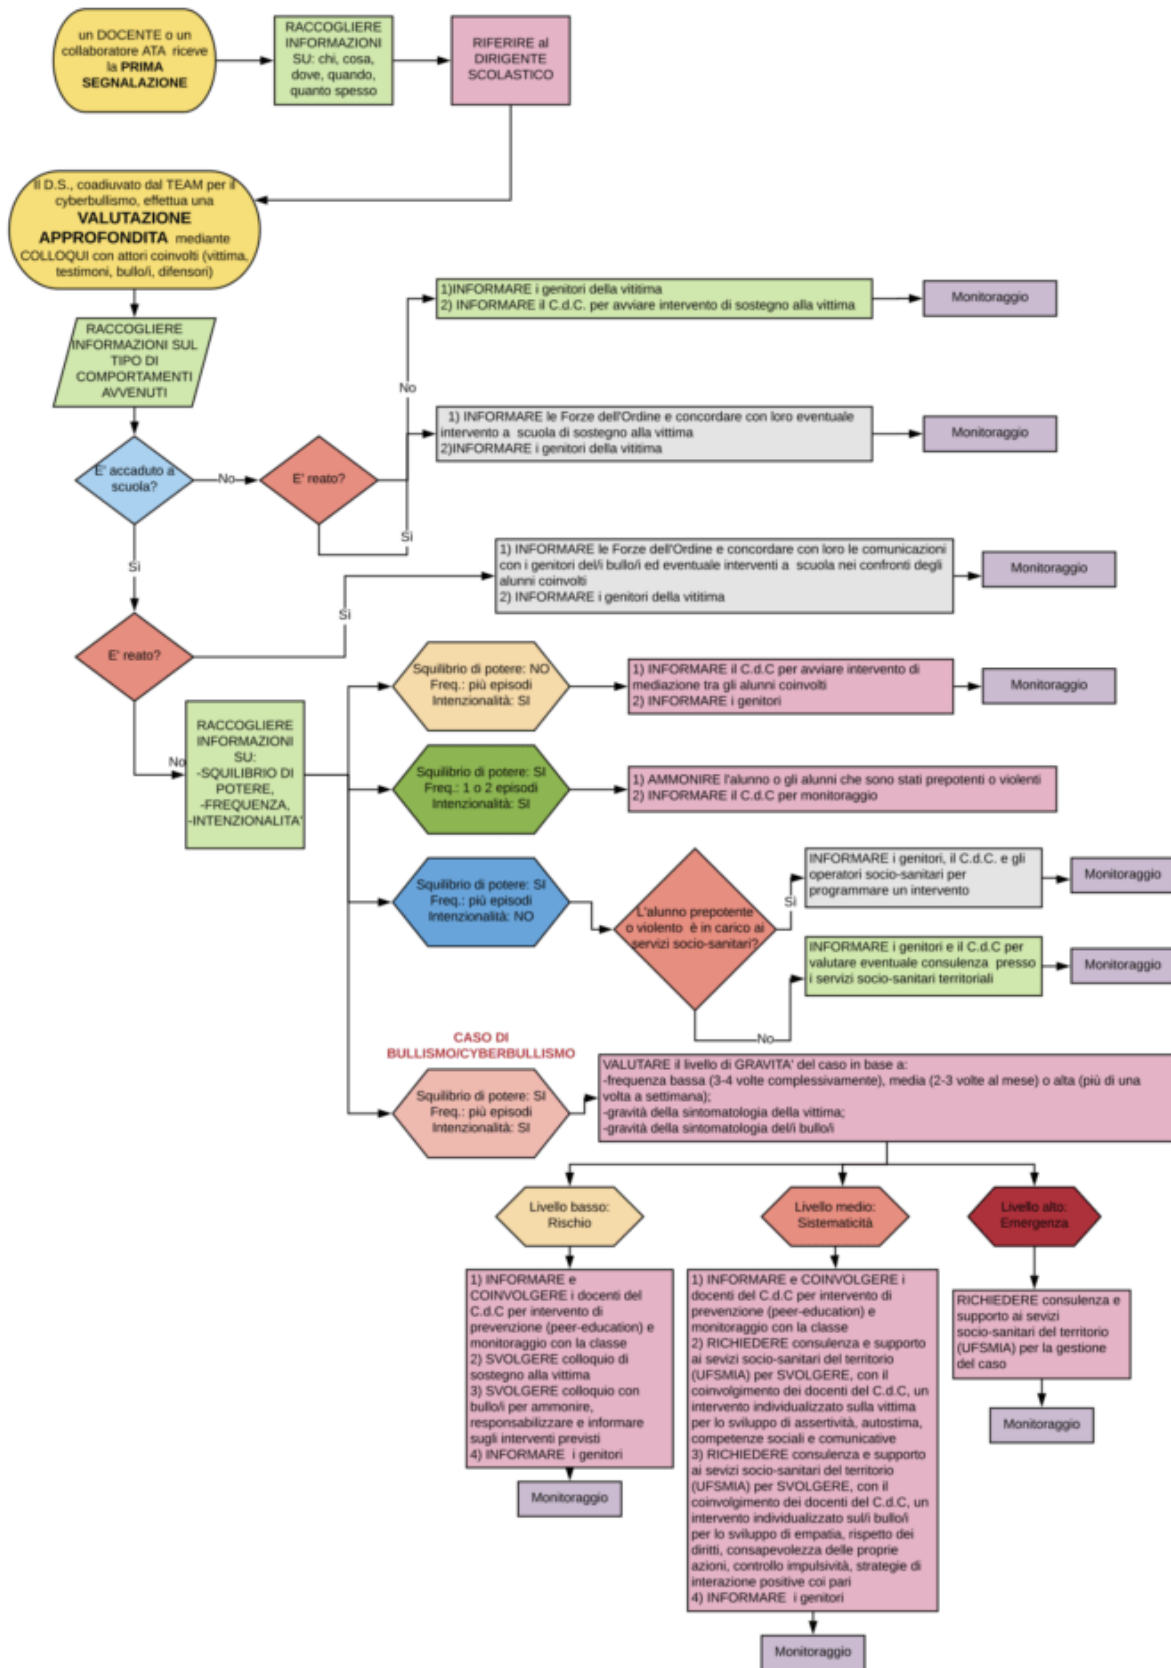 un DOCENTE o un
collaboratore ATA riceve
la PRIMA
SEGNALAZIONE
RACCOGLIERE
INFORMAZIONI
SU: chi, cosa,
dove, quando,
quanto spesso
RIFERIRE al
DIRIGENTE
SCOLASTICO
Il D.S., coadiuvato dal TEAM per il
cyberbullismo, effettua una
VALUTAZIONE
APPROFONDITA mediante
COLLOQUI con attori coinvolti (vittima,
testimoni, bullo/i, difensori)
RACCOGLIERE
INFORMAZIONI SUL
TIPO DI
COMPORTAMENTI
AVVENUTI
1)INFORMARE i genitori della vititima
2) INFORMARE il C.d.C. per avviare intervento di sostegno alla vittima
Monitoraggio
No
1) INFORMARE le Forze dell'Ordine e concordare con loro eventuale
intervento a scuola di sostegno alla vittima
2)INFORMARE i genitori della vititima
Monitoraggio
E' accaduto a
scuola?
No
E' reato?
Sì
Sì
1) INFORMARE le Forze dell'Ordine e concordare con loro le comunicazioni
con i genitori del/i bullo/i ed eventuale interventi a scuola nei confronti degli
alunni coinvolti
2) INFORMARE i genitori della vititima
Monitoraggio
Sì
E' reato?
No
RACCOGLIERE
INFORMAZIONI
SU:
-SQUILIBRIO DI
POTERE,
-FREQUENZA,
-INTENZIONALITA'
Squilibrio di potere: NO
Freq.: più episodi
Intenzionalità: SI
1) INFORMARE il C.d.C per avviare intervento di
mediazione tra gli alunni coinvolti
2) INFORMARE i genitori
Monitoraggio
Squilibrio di potere: SI
Freq.: 1 o 2 episodi
Intenzionalità: SI
1) AMMONIRE l'alunno o gli alunni che sono stati prepotenti o violenti
2) INFORMARE il C.d.C per monitoraggio
Squilibrio di potere: SI
Freq.: più episodi
Intenzionalità: NO
L'alunno prepotente
o violento è in carico ai
servizi socio-sanitari?
Sì
INFORMARE i genitori, il C.d.C. e gli
operatori socio-sanitari per
programmare un intervento
Monitoraggio
No
INFORMARE i genitori e il C.d.C per
valutare eventuale consulenza presso
i servizi socio-sanitari territoriali
Monitoraggio
CASO DI
BULLISMO/CYBERBULLISMO
Squilibrio di potere: SI
Freq.: più episodi
Intenzionalità: SI
VALUTARE il livello di GRAVITA' del caso in base a:
-frequenza bassa (3-4 volte complessivamente), media (2-3 volte al mese) o alta (più di una
volta a settimana);
-gravità della sintomatologia della vittima;
-gravità della sintomatologia del/i bullo/i
Livello basso:
Rischio
Livello medio:
Sistematicità
Livello alto:
Emergenza
1) INFORMARE e
COINVOLGERE i docenti del
C.d.C per intervento di
prevenzione (peer-education) e
monitoraggio con la classe
2) SVOLGERE colloquio di
sostegno alla vittima
3) SVOLGERE colloquio con
bullo/i per ammonire,
responsabilizzare e informare
sugli interventi previsti
4) INFORMARE i genitori
Monitoraggio
1) INFORMARE e COINVOLGERE i
docenti del C.d.C per intervento di
prevenzione (peer-education) e
monitoraggio con la classe
2) RICHIEDERE consulenza e supporto
ai sevizi socio-sanitari del territorio
(UFSMIA) per SVOLGERE, con il
coinvolgimento dei docenti del C.d.C, un
intervento individualizzato sulla vittima
per lo sviluppo di assertività, autostima,
competenze sociali e comunicative
3) RICHIEDERE consulenza e supporto
ai sevizi socio-sanitari del territorio
(UFSMIA) per SVOLGERE, con il
coinvolgimento dei docenti del C.d.C, un
intervento individualizzato sul/i bullo/i
per lo sviluppo di empatia, rispetto dei
diritti, consapevolezza delle proprie
azioni, controllo impulsività, strategie di
interazione positive coi pari
4) INFORMARE i genitori
Monitoraggio
RICHIEDERE consulenza e
supporto ai sevizi
socio-sanitari del territorio
(UFSMIA) per la gestione
del caso
Monitoraggio